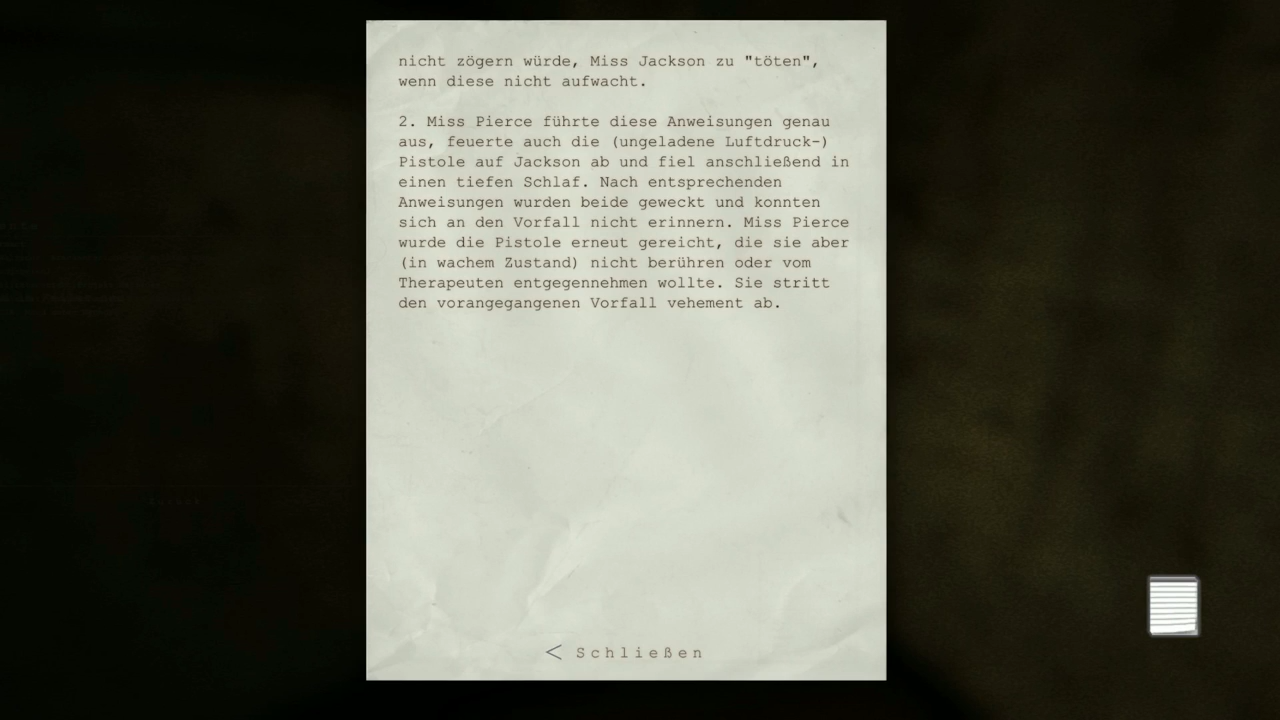 nicht zögern würde, Miss Jackson zu "töten",
wenn diese nicht aufwacht.
2. Miss Pierce führte diese Anweisungen genau
aus, feuerte auch die (ungeladene Luftdruck-)
Pistole auf Jackson ab und fiel anschließend in
einen tiefen Schlaf. Nach entsprechenden
Anweisungen wurden beide geweckt und konnten
sich an den Vorfall nicht erinnern. Miss Pierce
wurde die Pistole erneut gereicht, die sie aber
(in wachem Zustand) nicht berühren oder vom
Therapeuten entgegennehmen wollte. Sie stritt
den vorangegangenen Vorfall vehement ab.
< Schließen